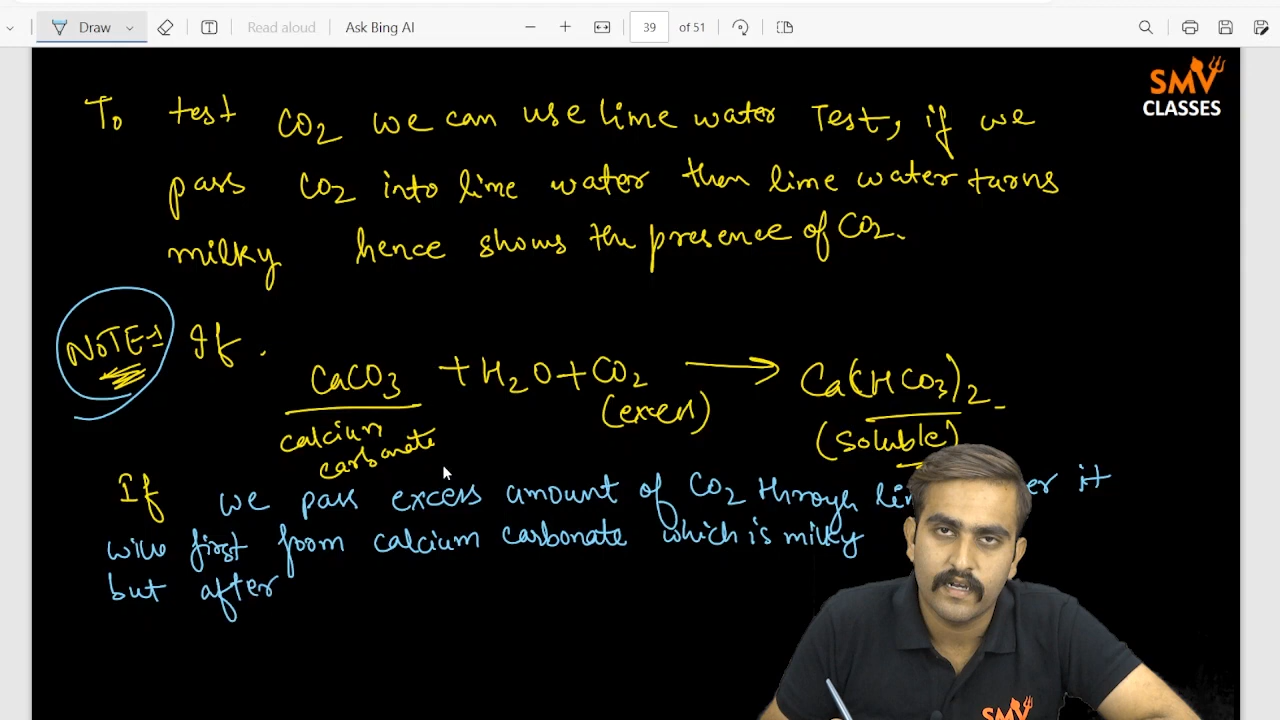 Draw
Read aloud
Ask Bing AI
39
of 51
SMV
CLASSES
To test CO2 we can use lime water Test, if we
pass CO2 into lime water then lime water turns
milky hence shows the presence of CO2.
NOTE:-
If
CaCO3 + H2O + CO2 → Ca(HCO3)2
calcium carbonate
(excess)
(soluble)
If we pass excess amount of CO2 through it
will first from calcium carbonate which is milky
but after
SMV